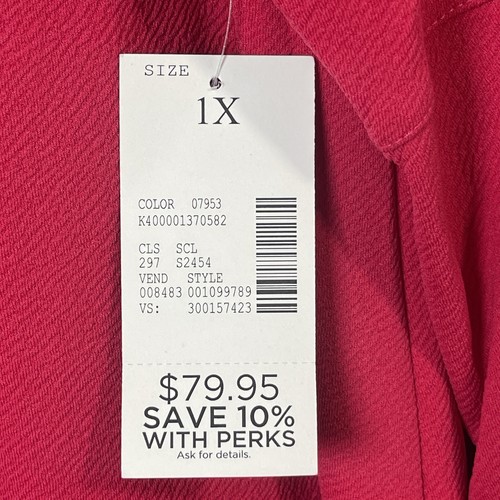 SIZE
1X
COLOR 07953
K400001370582
CLS SCL
297 S2454
VEND STYLE
008483 001099789
VS: 300157423
$79.95
SAVE 10%
WITH PERKS
Ask for details.